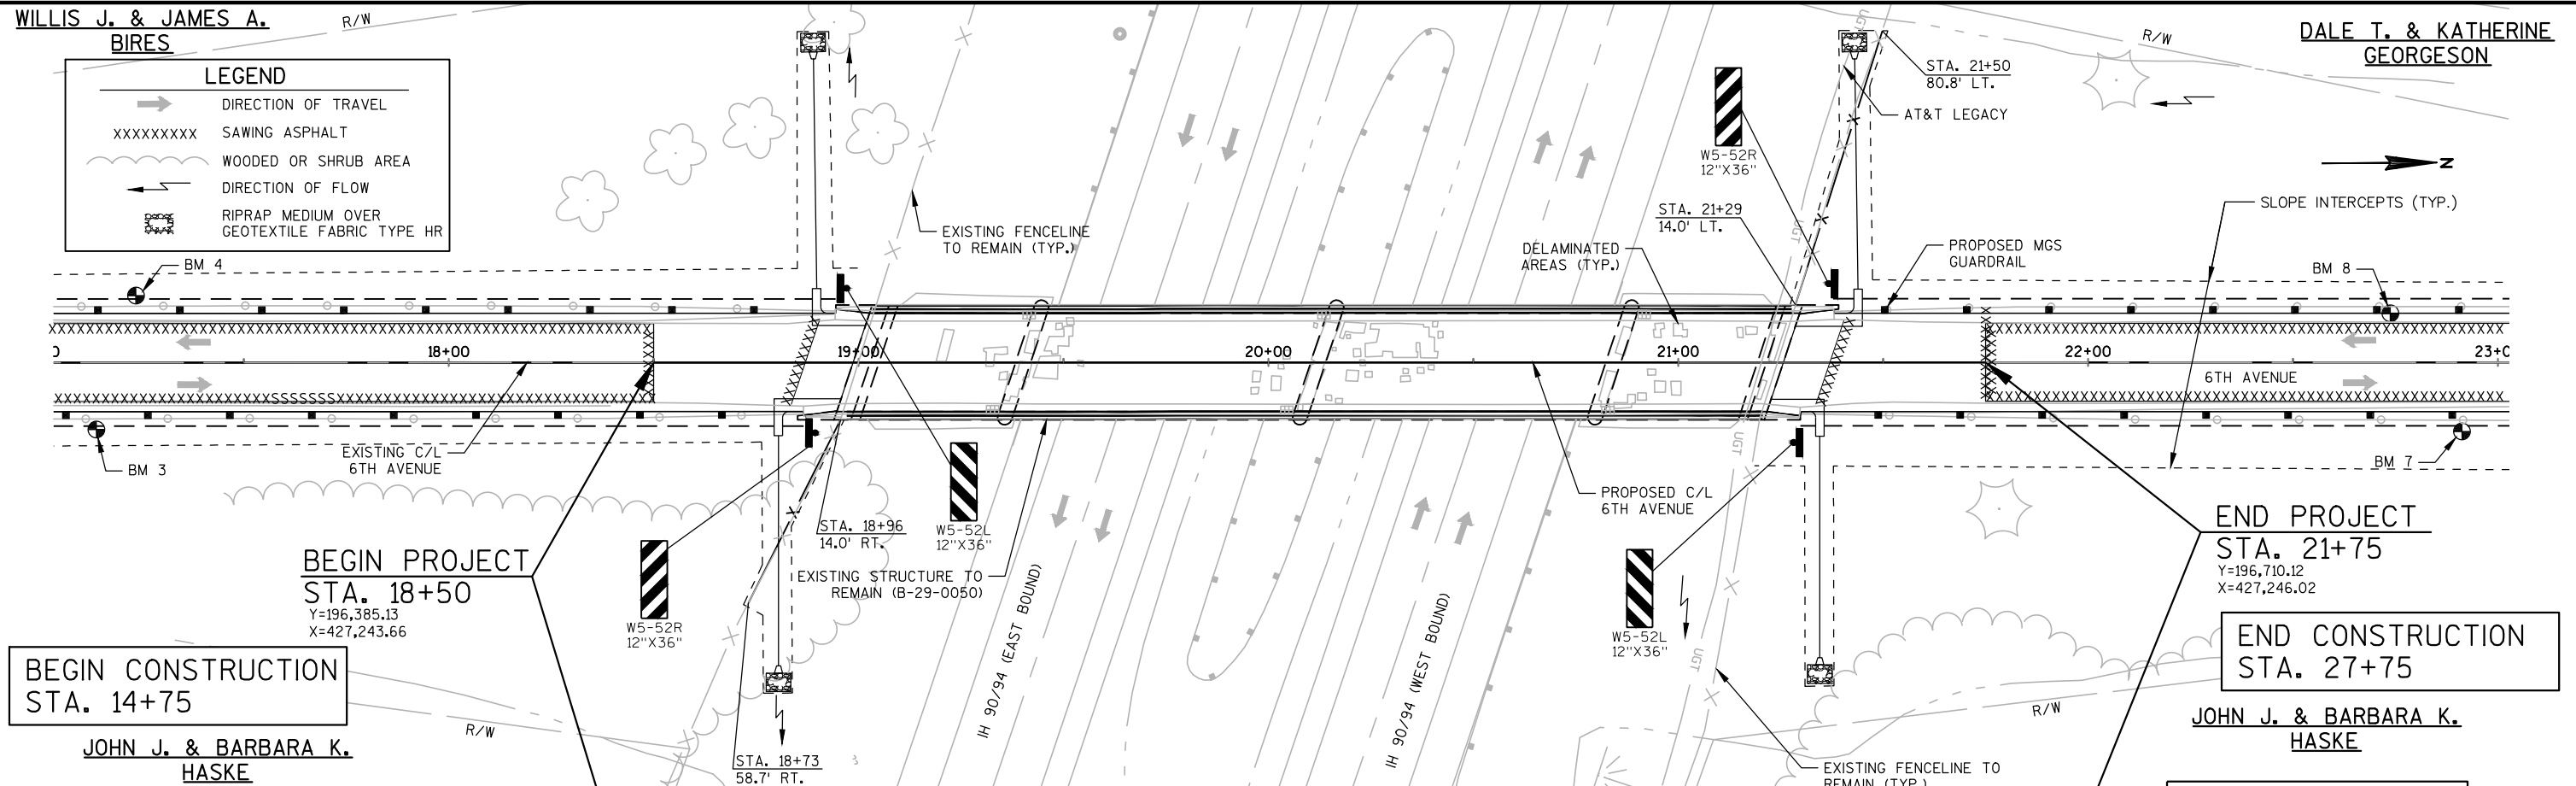 WILLIS J. & JAMES A.
BIRES
R/W
LEGEND
DIRECTION OF TRAVEL
XXXXXXXXX SAWING ASPHALT
WOODED OR SHRUB AREA
DIRECTION OF FLOW
RIPRAP MEDIUM OVER
GEOTEXTILE FABRIC TYPE HR
EXISTING FENCELINE
TO REMAIN (TYP.)
W5-52R
12"X36"
STA. 21+29
14.0' LT.
DELAMINATED
AREAS (TYP.)
UGT
STA. 21+50
80.8' LT.
AT&T LEGACY
R/W
DALE T. & KATHERINE
GEORGESON
N
SLOPE INTERCEPTS (TYP.)
PROPOSED MGS
GUARDRAIL
UGT
BM 4
BM 8
18+00
19+00
20+00
21+00
22+00
23+0
6TH AVENUE
BM 3
EXISTING C/L
6TH AVENUE
BM 7
UGT
STA. 18+96
14.0' RT.
W5-52L
12"X36"
PROPOSED C/L
6TH AVENUE
BEGIN PROJECT
STA. 18+50
Y=196,385.13
X=427,243.66
W5-52R
12"X36"
EXISTING STRUCTURE TO
REMAIN (B-29-0050)
IH 90/94 (EAST BOUND)
IH 90/94 (WEST BOUND)
W5-52L
12"X36"
UGT
END PROJECT
STA. 21+75
Y=196,710.12
X=427,246.02
BEGIN CONSTRUCTION
STA. 14+75
END CONSTRUCTION
STA. 27+75
R/W
R/W
JOHN J. & BARBARA K.
HASKE
STA. 18+73
58.7' RT.
JOHN J. & BARBARA K.
HASKE
EXISTING FENCELINE TO
REMAIN (TYP.)